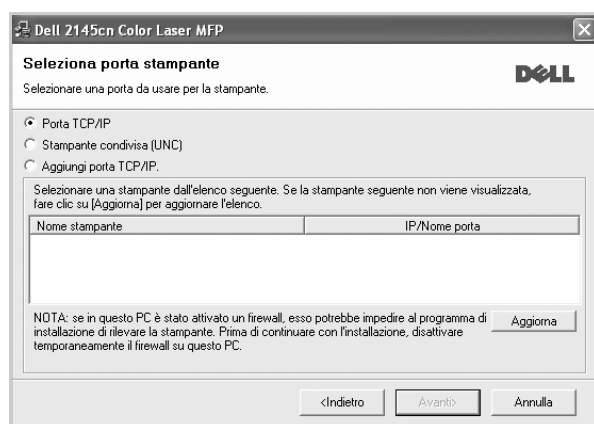 Dell 2145cn Color Laser MFP
Seleziona porta stampante
Selezionare una porta da usare per la stampante.
DELL
Porta TCP/IP
Stampante condivisa (UNC)
Aggiungi porta TCP/IP.
Selezionare una stampante dall'elenco seguente. Se la stampante seguente non viene visualizzata,
fare clic su [Aggiorna] per aggiornare l'elenco.
Nome stampante
IP/Nome porta
NOTA: se in questo PC è stato attivato un firewall, esso potrebbe impedire al programma di
installazione di rilevare la stampante. Prima di continuare con l'installazione, disattivare
temporaneamente il firewall su questo PC.
Aggiorna
<Indietro
Avanti>
Annulla